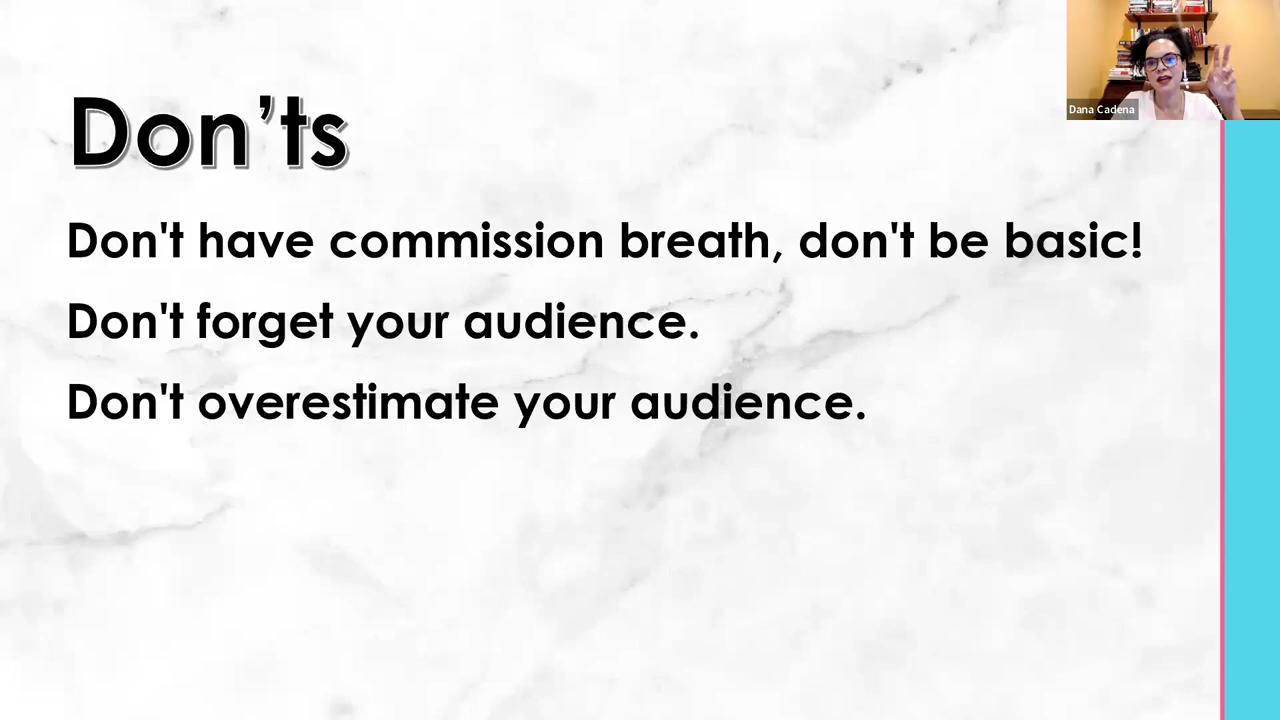 Dana Cadena
Don’ts
Don't have commission breath, don't be basic!
Don't forget your audience.
Don't overestimate your audience.